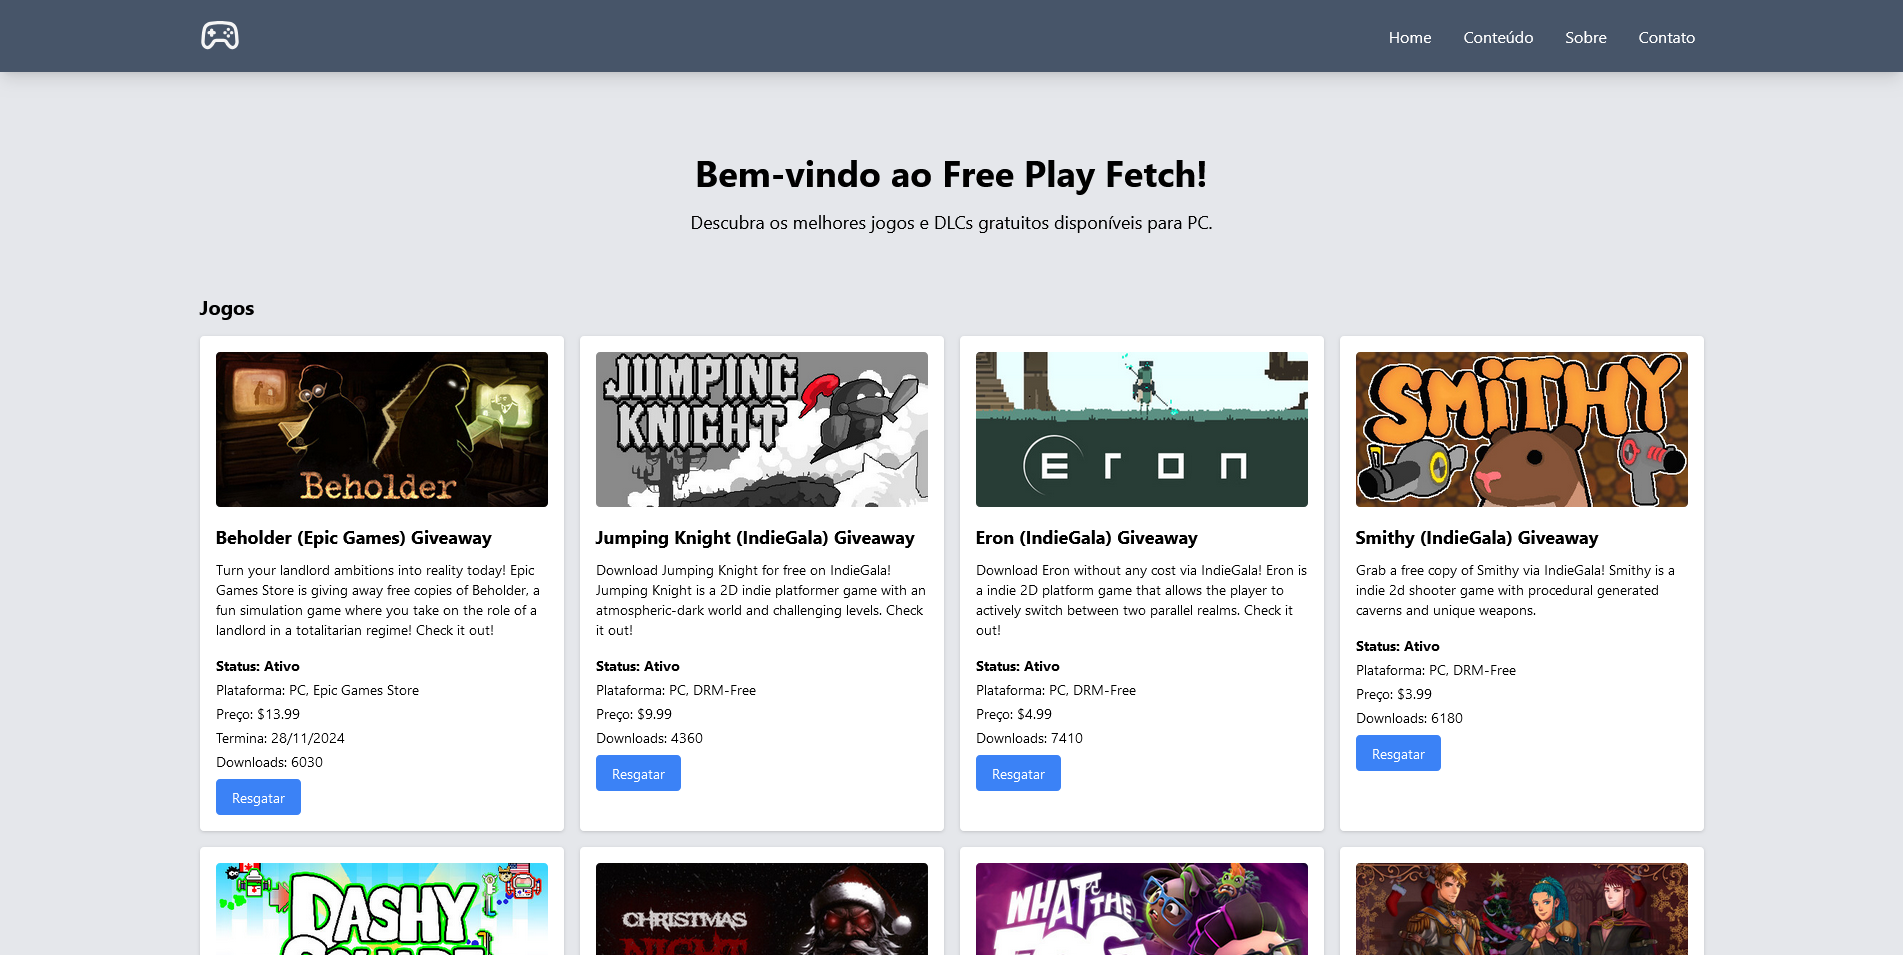 Home Conteúdo Sobre Contato
Bem-vindo ao Free Play Fetch!
Descubra os melhores jogos e DLCs gratuitos disponíveis para PC.
Jogos
Beholder
Beholder (Epic Games) Giveaway
Turn your landlord ambitions into reality today! Epic
Games Store is giving away free copies of Beholder, a
fun simulation game where you take on the role of a
landlord in a totalitarian regime! Check it out!
Status: Ativo
Plataforma: PC, Epic Games Store
Preço: $13.99
Termina: 28/11/2024
Downloads: 6030
Resgatar
JUMPING
KNIGHT
Jumping Knight (IndieGala) Giveaway
Download Jumping Knight for free on IndieGala!
Jumping Knight is a 2D indie platformer game with an
atmospheric-dark world and challenging levels. Check
it out!
Status: Ativo
Plataforma: PC, DRM-Free
Preço: $9.99
Downloads: 4360
Resgatar
ERON
Eron (IndieGala) Giveaway
Download Eron without any cost via IndieGala! Eron is
a indie 2D platform game that allows the player to
actively switch between two parallel realms. Check it
out!
Status: Ativo
Plataforma: PC, DRM-Free
Preço: $4.99
Downloads: 7410
Resgatar
SMiTHY
Smithy (IndieGala) Giveaway
Grab a free copy of Smithy via IndieGala! Smithy is a
indie 2d shooter game with procedural generated
caverns and unique weapons.
Status: Ativo
Plataforma: PC, DRM-Free
Preço: $3.99
Downloads: 6180
Resgatar
DASHY
SQUARE
CHRISTMAS
NIGHT
WHAT THE
FOG